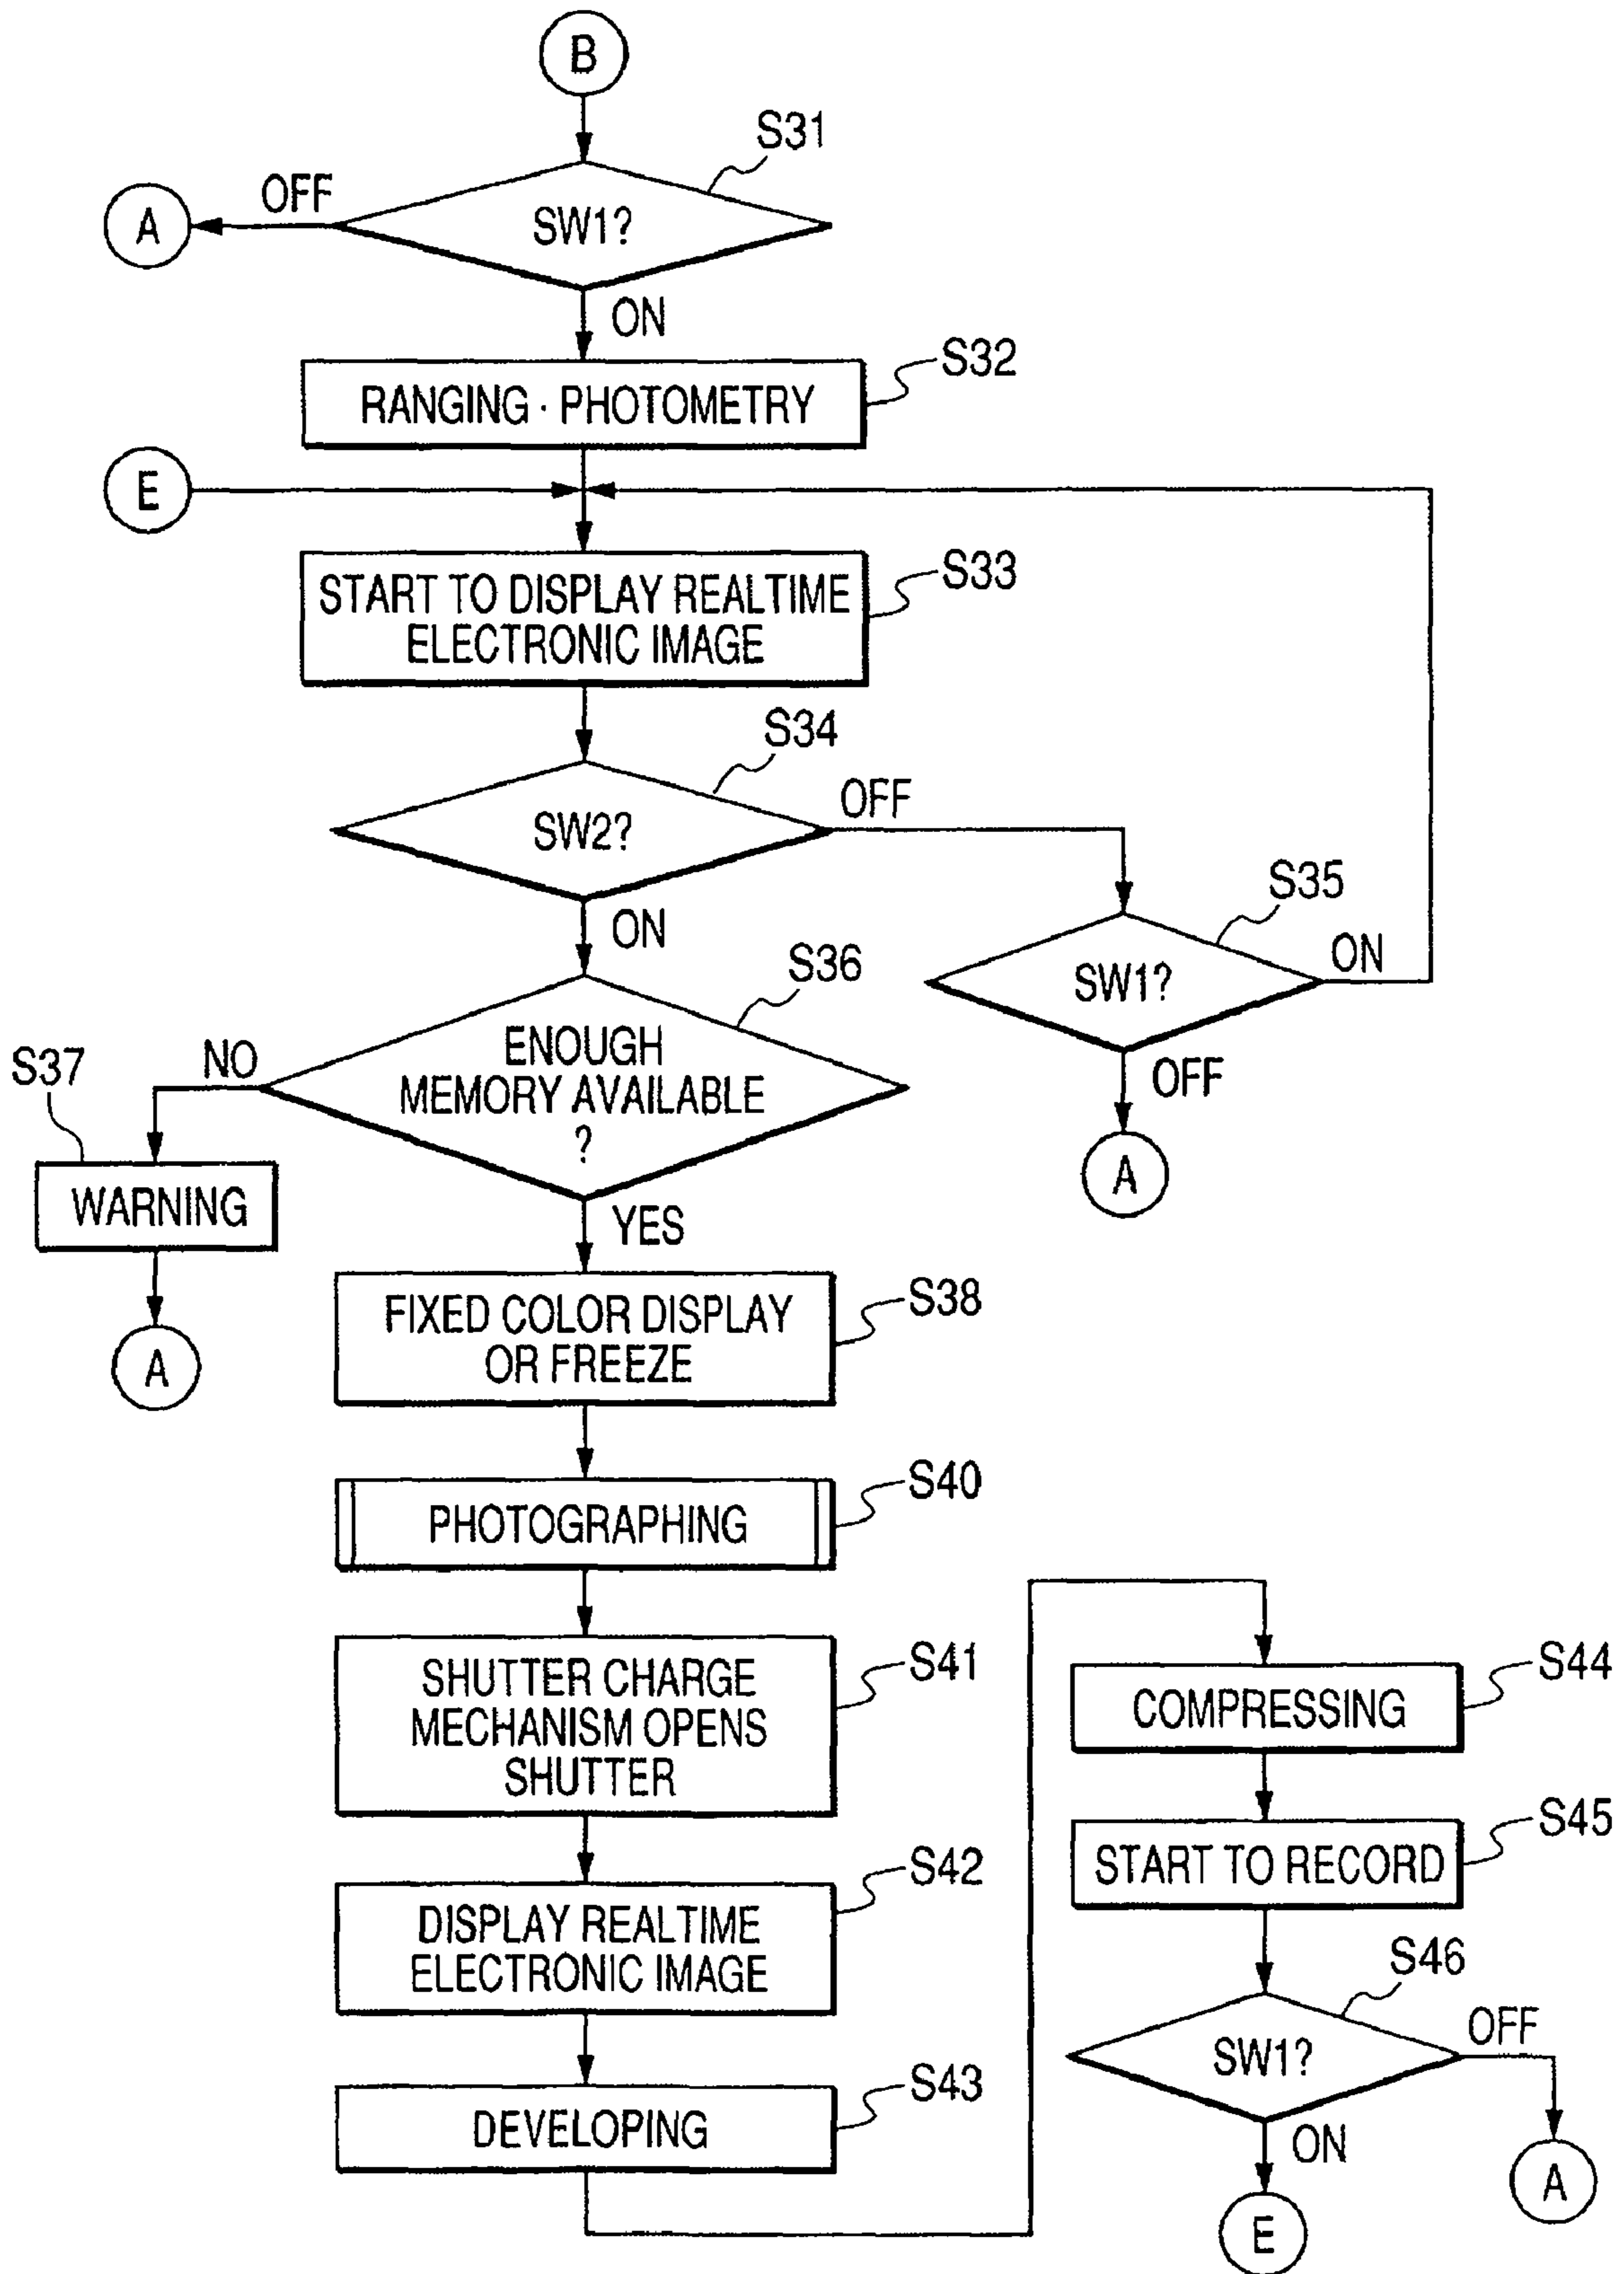 B
S31
A
OFF
SW1?
ON
S32
RANGING · PHOTOMETRY
E
S33
START TO DISPLAY REALTIME
ELECTRONIC IMAGE
S34
SW2?
OFF
ON
S35
SW1?
ON
OFF
A
S36
ENOUGH
MEMORY AVAILABLE
?
NO
S37
WARNING
A
YES
S38
FIXED COLOR DISPLAY
OR FREEZE
S40
PHOTOGRAPHING
S41
SHUTTER CHARGE
MECHANISM OPENS
SHUTTER
S42
DISPLAY REALTIME
ELECTRONIC IMAGE
S43
DEVELOPING
S44
COMPRESSING
S45
START TO RECORD
S46
SW1?
OFF
A
ON
E